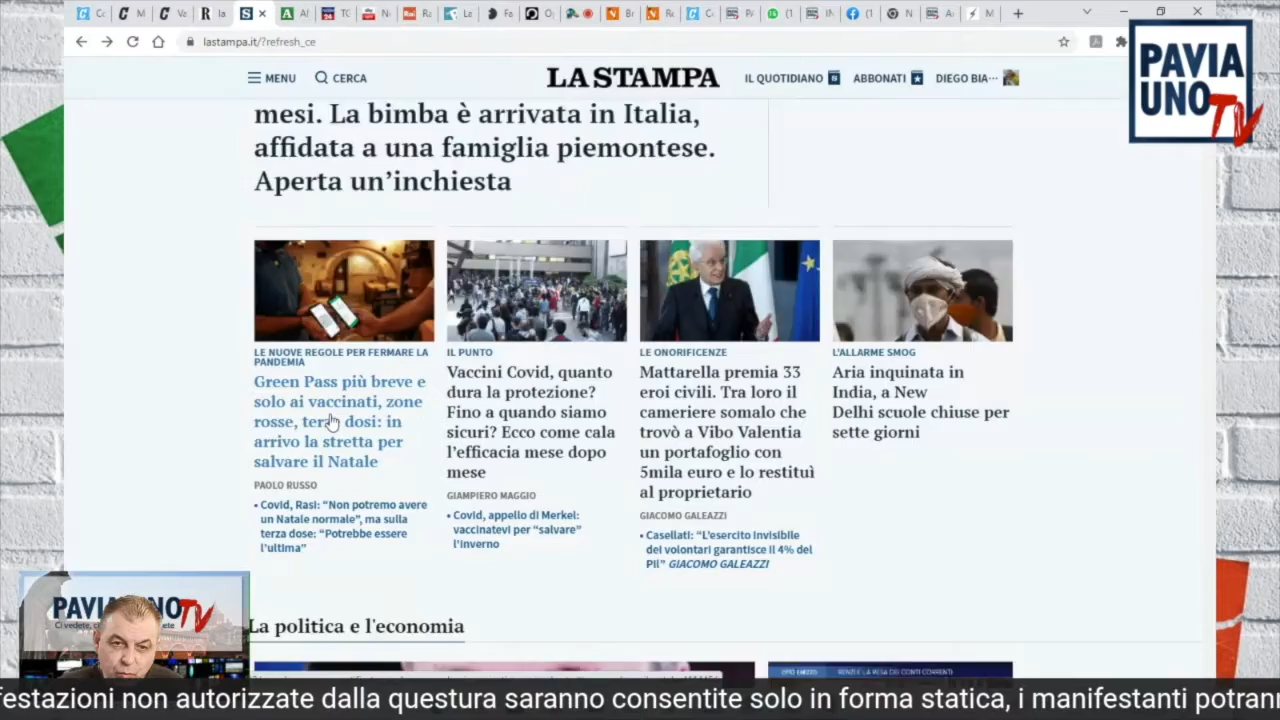 lastampa.it/?refresh_ce
MENU
CERCA
LA STAMPA
IL QUOTIDIANO
ABBONATI
DIEGO BIA···
PAVIA
UNO
TV
mesi. La bimba è arrivata in Italia,
affidata a una famiglia piemontese.
Aperta un'inchiesta
LE NUOVE REGOLE PER FERMARE LA
PANDEMIA
Green Pass più breve e
solo ai vaccinati, zone
rosse, terza dosi: in
arrivo la stretta per
salvare il Natale
PAOLO RUSSO
• Covid, Rasi: “Non potremo avere
un Natale normale”, ma sulla
terza dose: “Potrebbe essere
l'ultima”
IL PUNTO
Vaccini Covid, quanto
dura la protezione?
Fino a quando siamo
sicuri? Ecco come cala
l'efficacia mese dopo
mese
GIAMPIERO MAGGIO
• Covid, appello di Merkel:
vaccinatevi per “salvare”
l'inverno
LE ONORIFICENZE
Mattarella premia 33
eroi civili. Tra loro il
cameriere somalo che
trovò a Vibo Valentia
un portafoglio con
5mila euro e lo restituì
al proprietario
GIACOMO GALEAZZI
• Casellati: “L'esercito invisibile
dei volontari garantisce il 4% del
Pil” GIACOMO GALEAZZI
L'ALLARME SMOG
Aria inquinata in
India, a New
Delhi scuole chiuse per
sette giorni
La politica e l'economia
PAVIA UNO TV
Ci vedete,
festazioni non autorizzate dalla questura saranno consentite solo in forma statica, i manifestanti potran